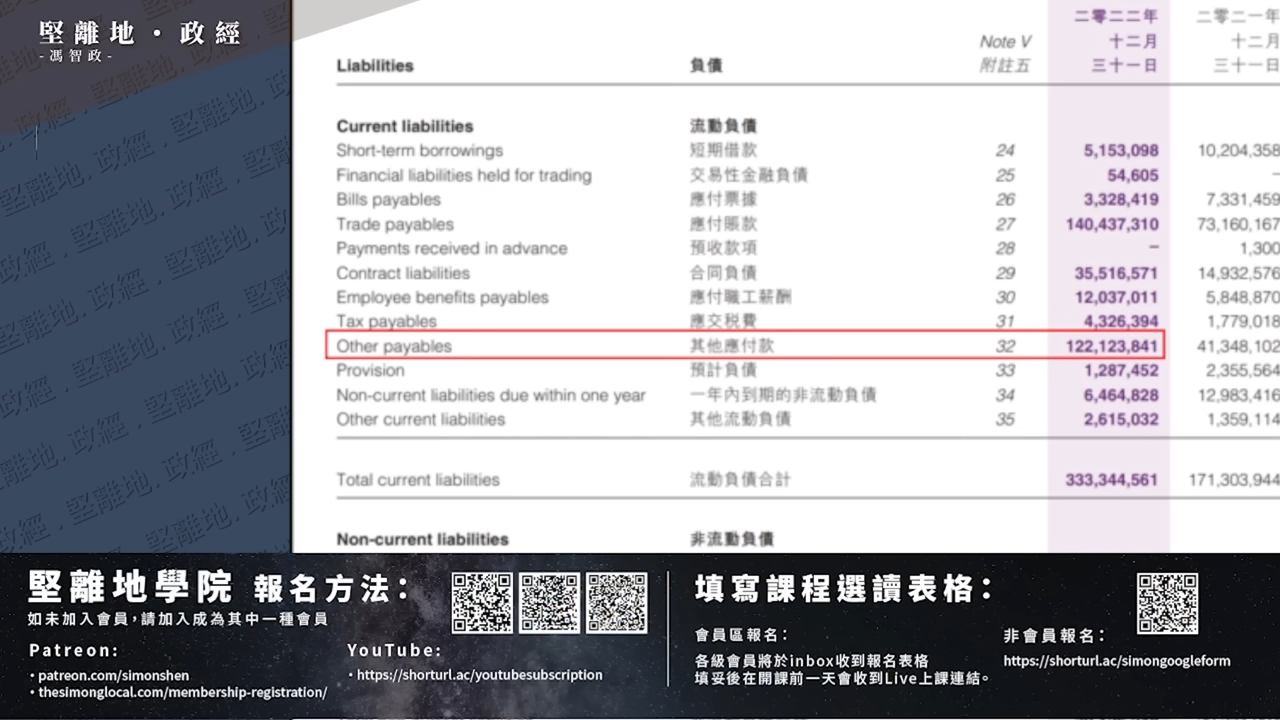 堅離地・政經
-馮智政-
二零二二年 二零二一年
Note V 十二月 十二月
Liabilities 負債 附註五 三十一日 三十一日
Current liabilities 流動負債
Short-term borrowings 短期借款 24 5,153,098 10,204,358
Financial liabilities held for trading 交易性金融負債 25 54,605 –
Bills payables 應付票據 26 3,328,419 7,331,459
Trade payables 應付賬款 27 140,437,310 73,160,167
Payments received in advance 預收款項 28 – 1,300
Contract liabilities 合同負債 29 35,516,571 14,932,576
Employee benefits payables 應付職工薪酬 30 12,037,011 5,848,870
Tax payables 應交税費 31 4,326,394 1,779,018
Other payables 其他應付款 32 122,123,841 41,348,102
Provision 預計負債 33 1,287,452 2,355,564
Non-current liabilities due within one year 一年內到期的非流動負債 34 6,464,828 12,983,416
Other current liabilities 其他流動負債 35 2,615,032 1,359,114
Total current liabilities 流動負債合計 333,344,561 171,303,944
Non-current liabilities 非流動負債
堅離地學院 報名方法：
如未加入會員，請加入成為其中一種會員
Patreon:
・patreon.com/simonshen
・thesimonglocal.com/membership-registration/
YouTube:
・https://shorturl.ac/youtubesubscription
填寫課程選讀表格：
會員區報名：
各級會員將於inbox收到報名表格
填妥後在開課前一天會收到Live上課連結。
非會員報名：
https://shorturl.ac/simongoogleform